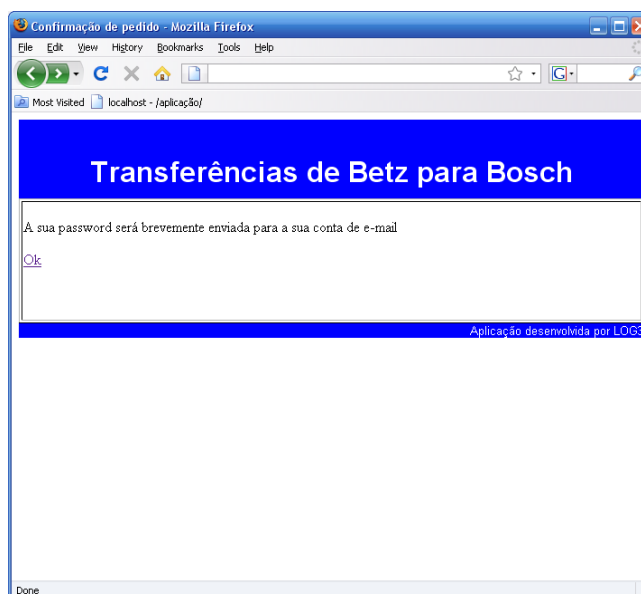 Confirmação de pedido - Mozilla Firefox
File Edit View History Bookmarks Tools Help
G
Most Visited localhost - /aplicação/
Transferências de Betz para Bosch
A sua password será brevemente enviada para a sua conta de e-mail
Ok
Aplicação desenvolvida por LOG3
Done